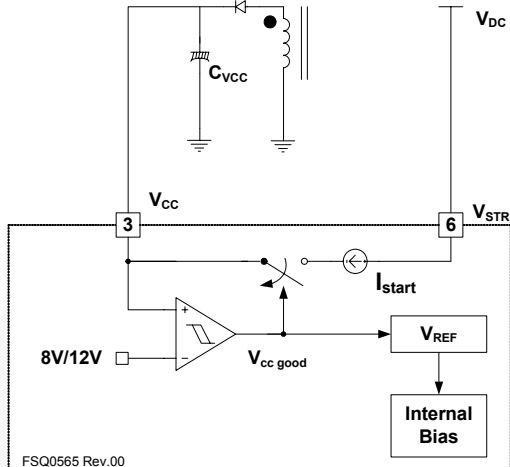 VDC
CVCC
VCC
VSTR
3
6
Istart
+
8V/12V
−
Vcc good
VREF
Internal
Bias
FSQ0565 Rev.00